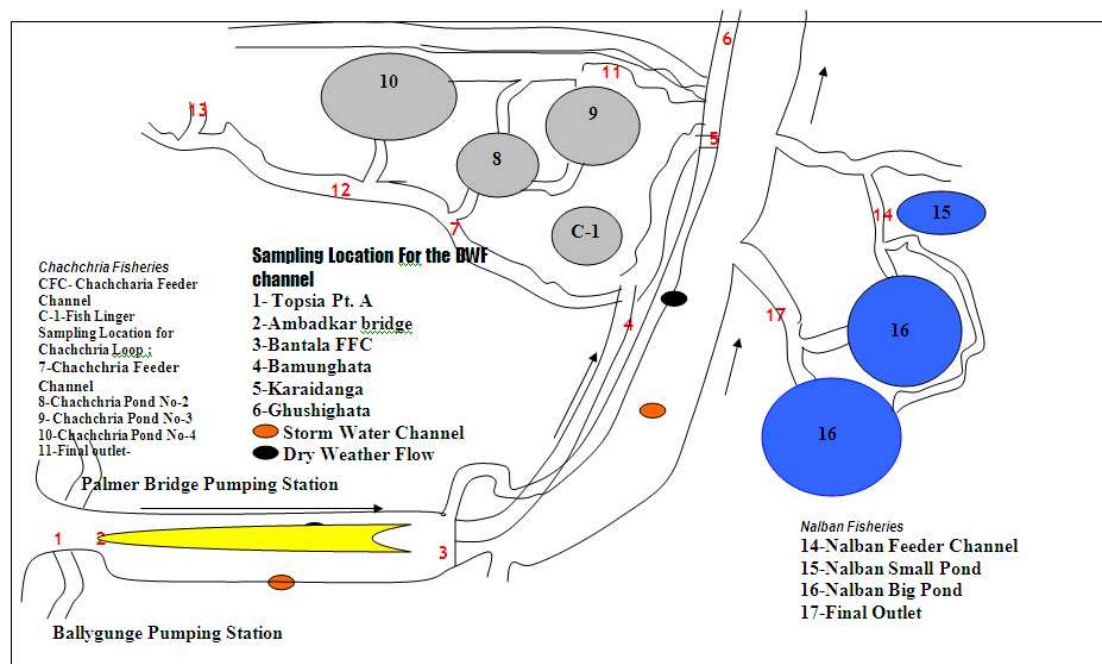 6
10
11
9
13
8
5
12
7
C-1
14
15
Chachchria Fisheries
CFC- Chachcharia Feeder
Channel
C-1-Fish Linger
Sampling Location for
Chachchria Loop ;
7-Chachchria Feeder
Channel
8-Chachchria Pond No-2
9- Chachchria Pond No-3
10-Chachchria Pond No-4
11-Final outlet-
Sampling Location For the DWF
channel
1- Topsia Pt. A
2-Ambadkar bridge
3-Bantala FFC
4-Bamunghata
5-Karaidanga
6-Ghushighata
Storm Water Channel
Dry Weather Flow
4
17
16
16
Palmer Bridge Pumping Station
1
2
3
Ballygunge Pumping Station
Nalban Fisheries
14-Nalban Feeder Channel
15-Nalban Small Pond
16-Nalban Big Pond
17-Final Outlet